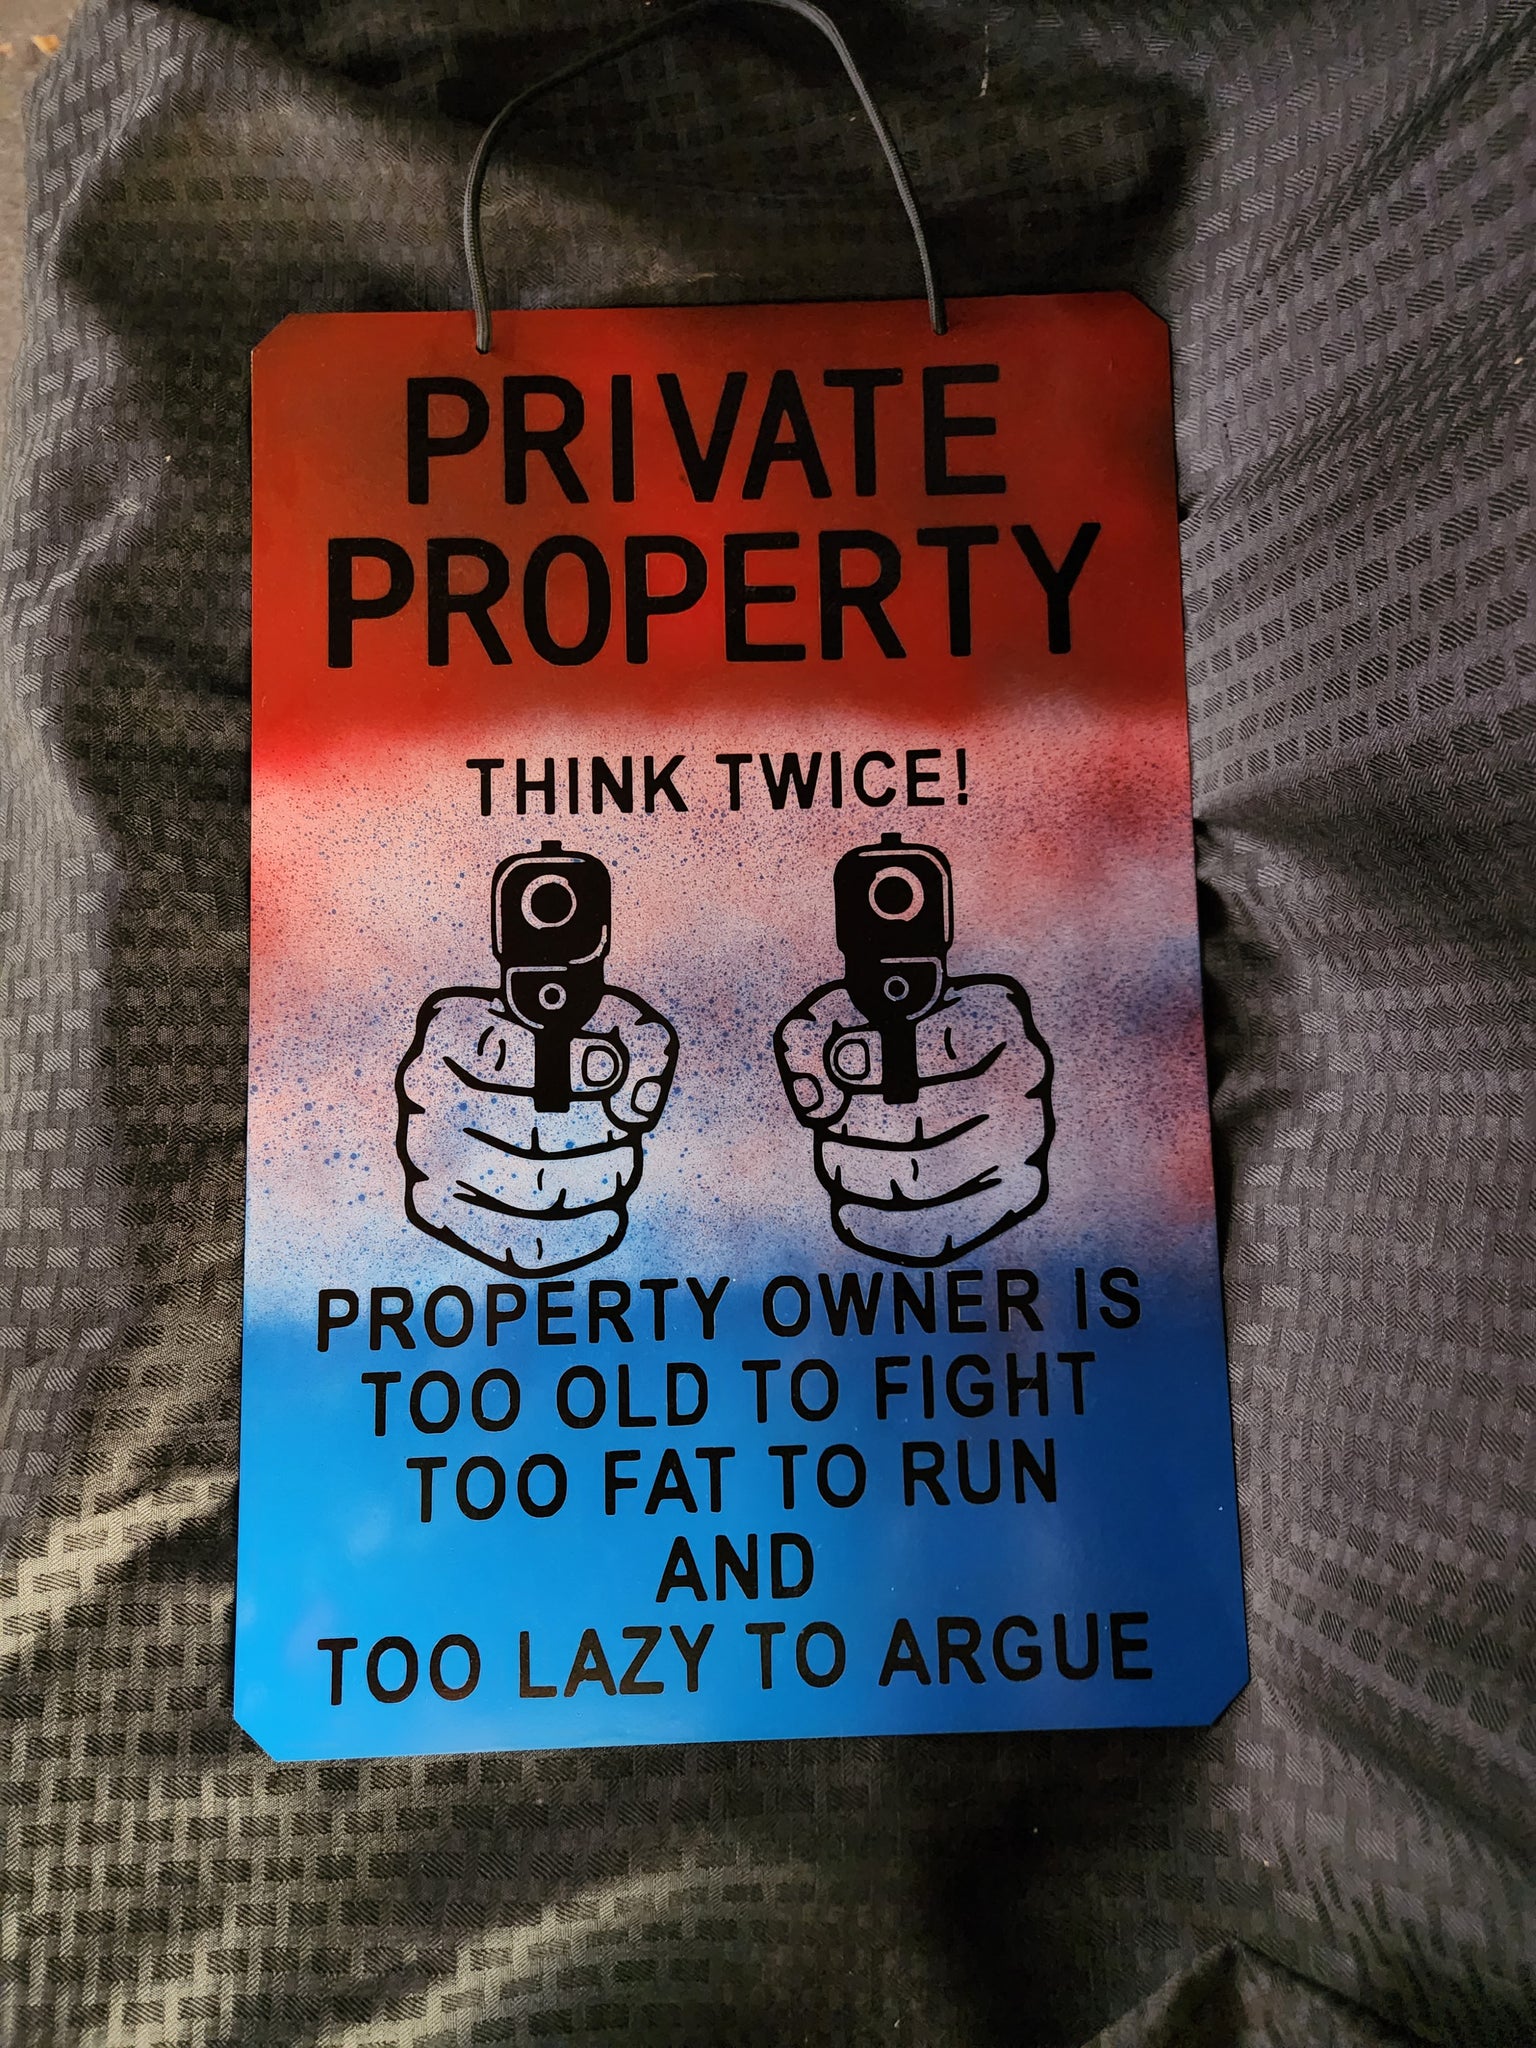 PRIVATE
PROPERTY
THINK TWICE!
PROPERTY OWNER IS
TOO OLD TO FIGHT
TOO FAT TO RUN
AND
TOO LAZY TO ARGUE